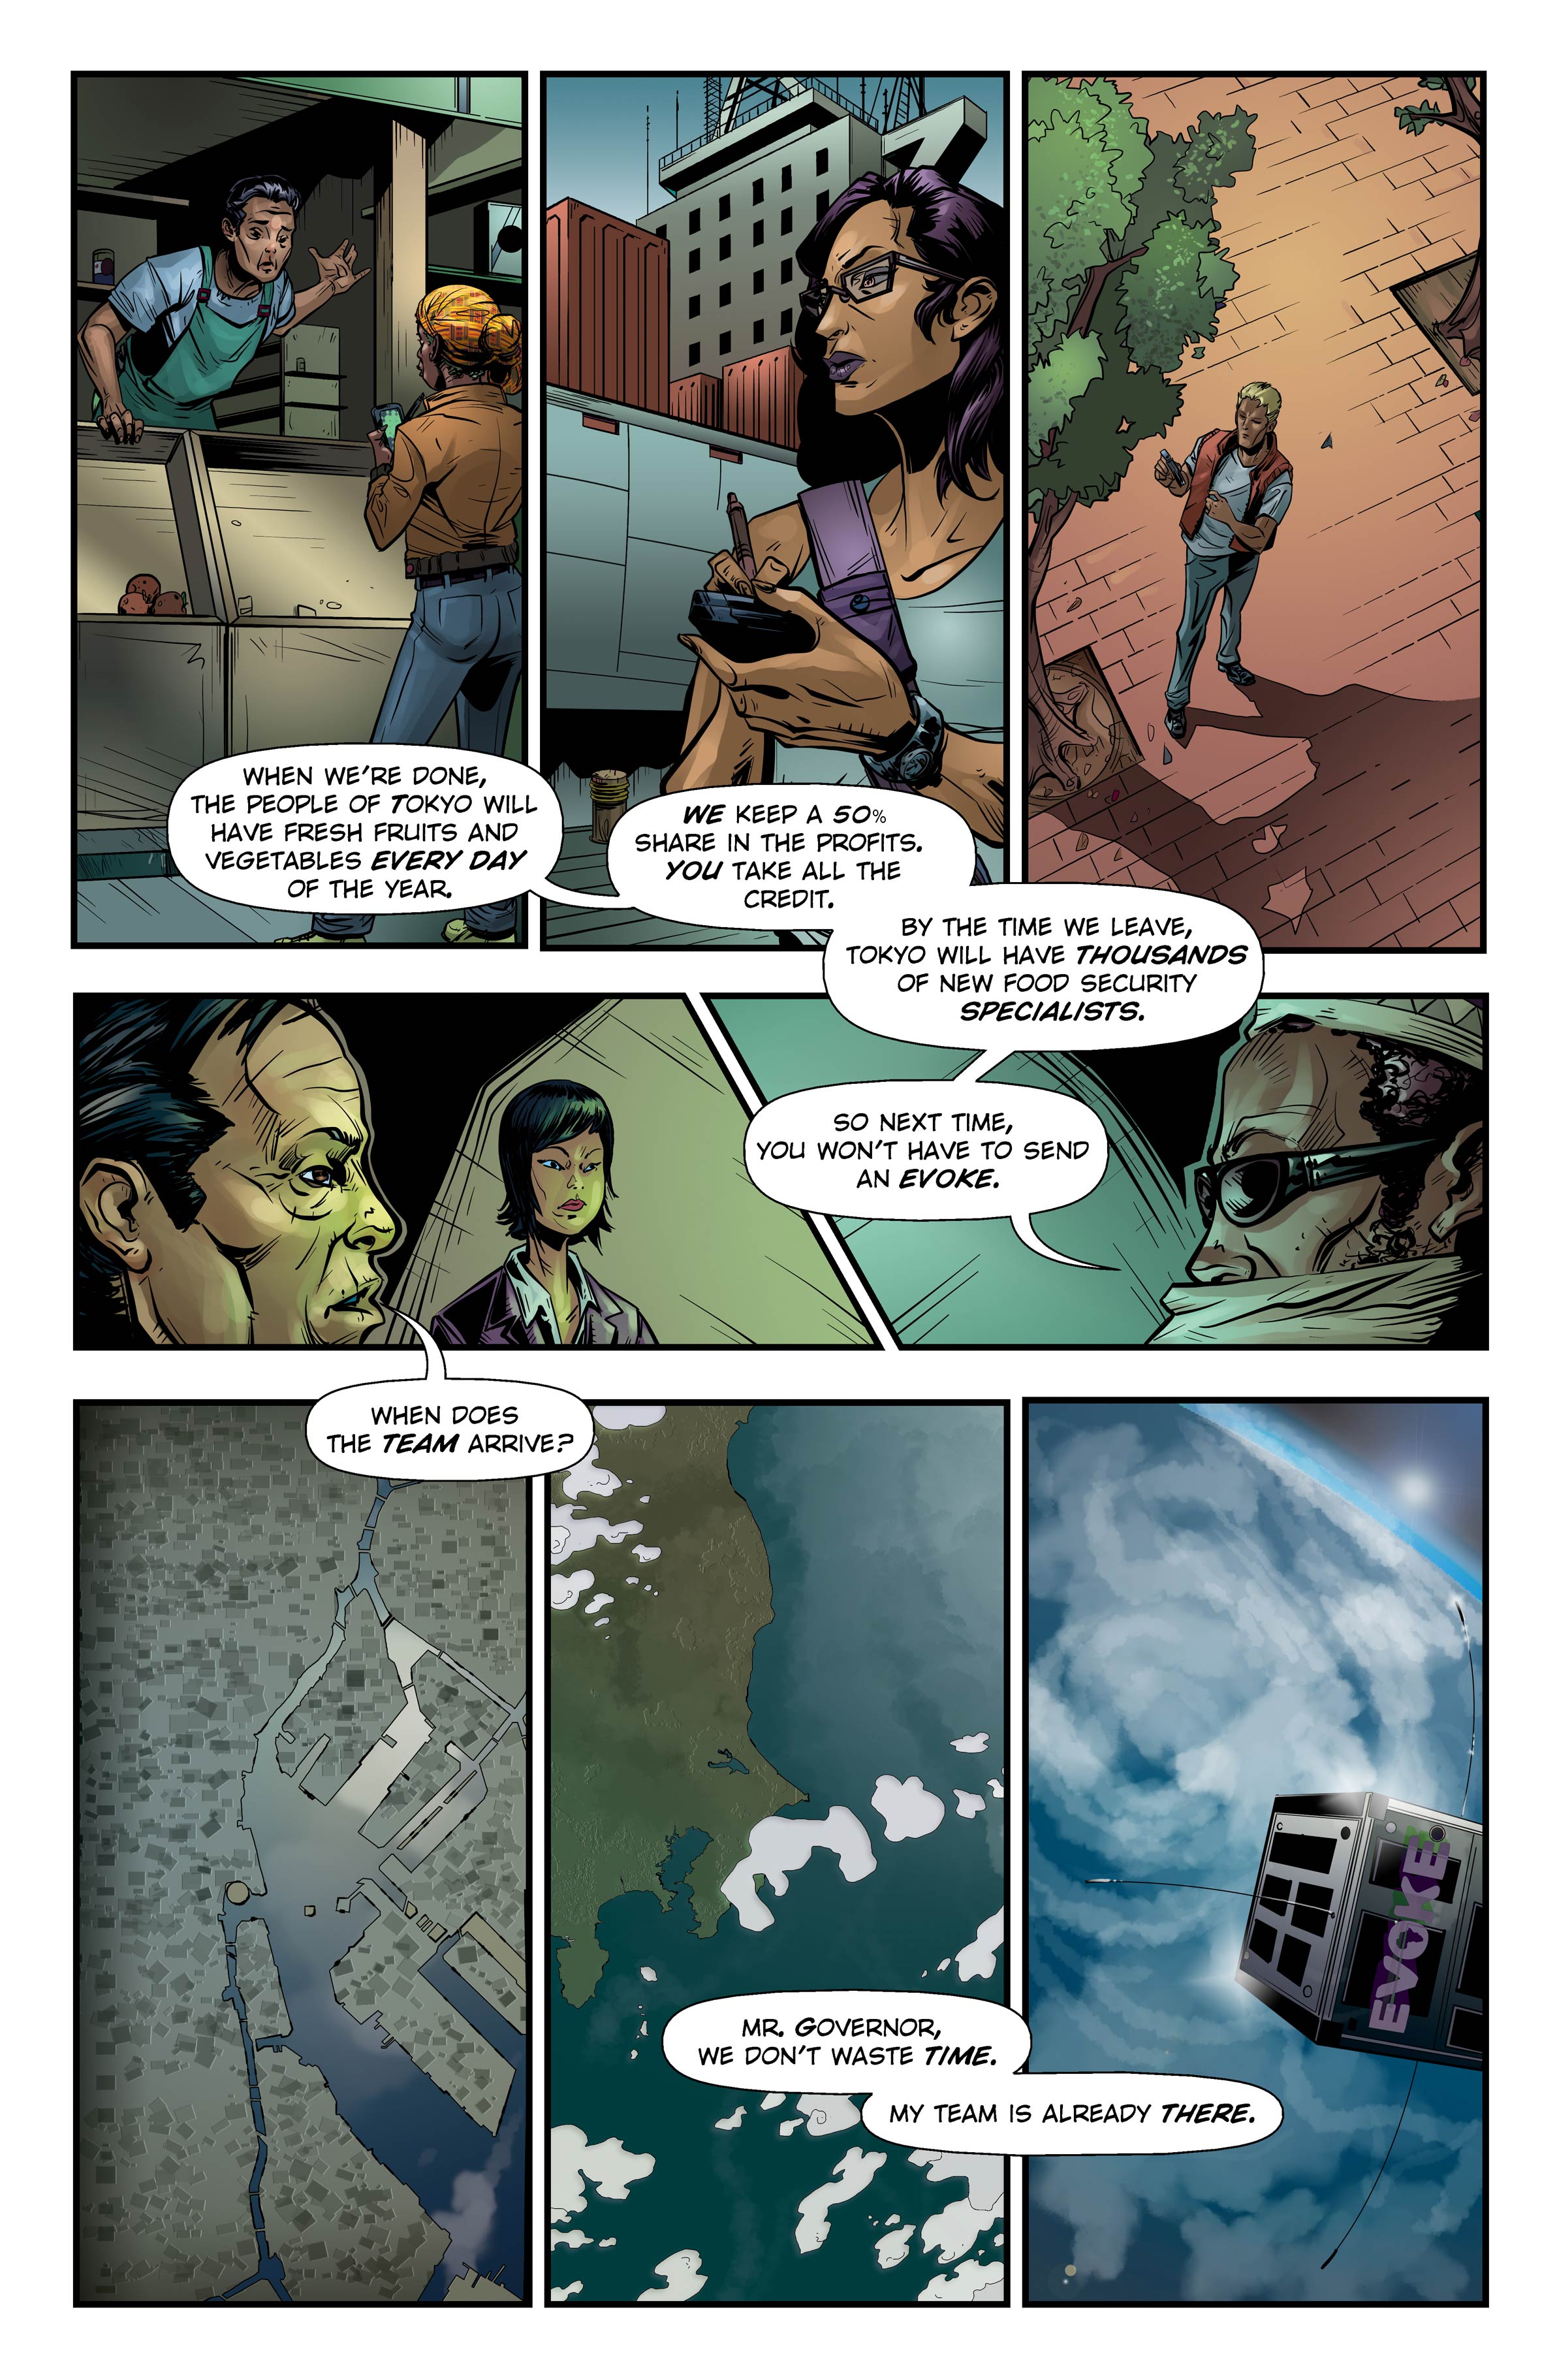 WHEN WE'RE DONE,
THE PEOPLE OF TOKYO WILL
HAVE FRESH FRUITS AND
VEGETABLES EVERY DAY
OF THE YEAR.
WE KEEP A 50%
SHARE IN THE PROFITS.
YOU TAKE ALL THE
CREDIT.
BY THE TIME WE LEAVE,
TOKYO WILL HAVE THOUSANDS
OF NEW FOOD SECURITY
SPECIALISTS.
SO NEXT TIME,
YOU WON'T HAVE TO SEND
AN EVOKE.
WHEN DOES
THE TEAM ARRIVE?
MR. GOVERNOR,
WE DON'T WASTE TIME.
MY TEAM IS ALREADY THERE.
EVOKE